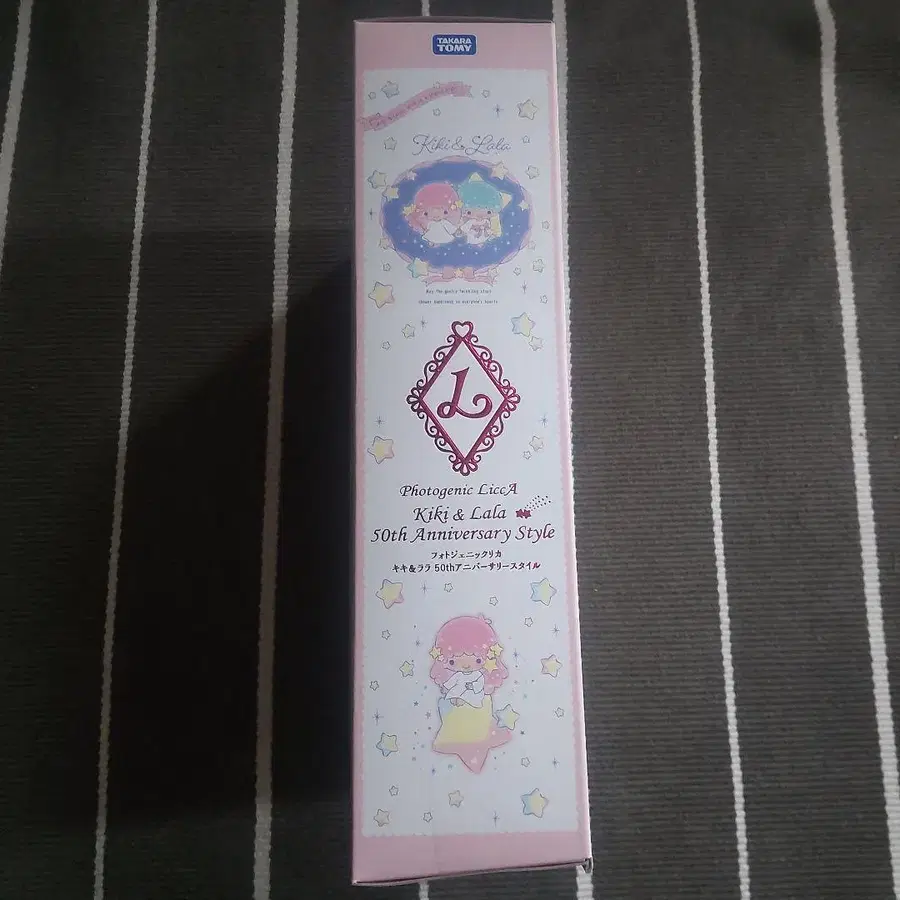 TAKARA
TOMY
Kiki & Lala
L
Photogenic LiccA
Kiki & Lala
50th Anniversary Style
フォトジェニックリカ
キキ&ララ 50thアニバーサリースタイル